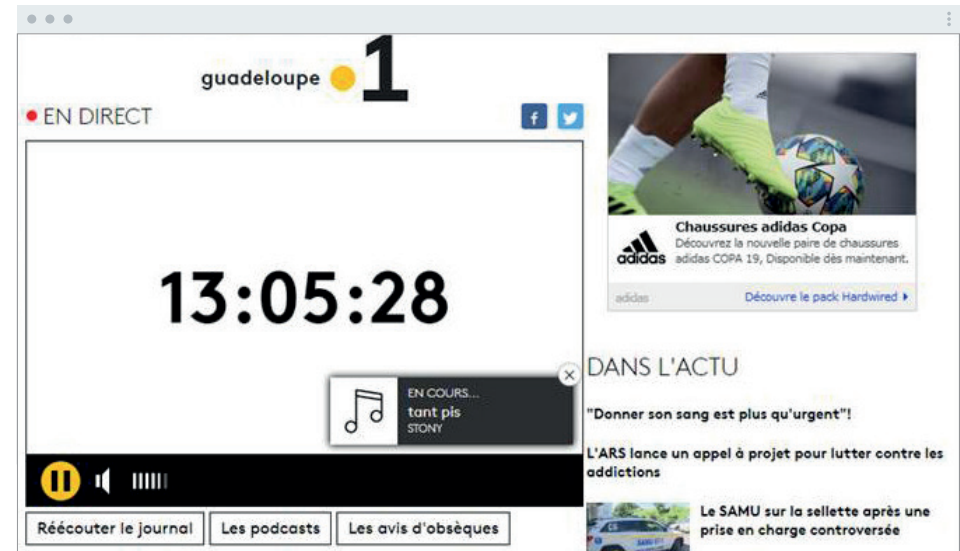 guadeloupe 1
EN DIRECT
13:05:28
EN COURS...
tant pis
STONY
Réécouter le journal
Les podcasts
Les avis d'obsèques
Chaussures adidas Copa
Découvrez la nouvelle paire de chaussures
adidas COPA 19, Disponible dès maintenant.
adidas
adidas
Découvre le pack Hardwired
DANS L'ACTU
"Donner son sang est plus qu'urgent"!
L'ARS lance un appel à projet pour lutter contre les
addictions
Le SAMU sur la sellette après une
prise en charge controversée